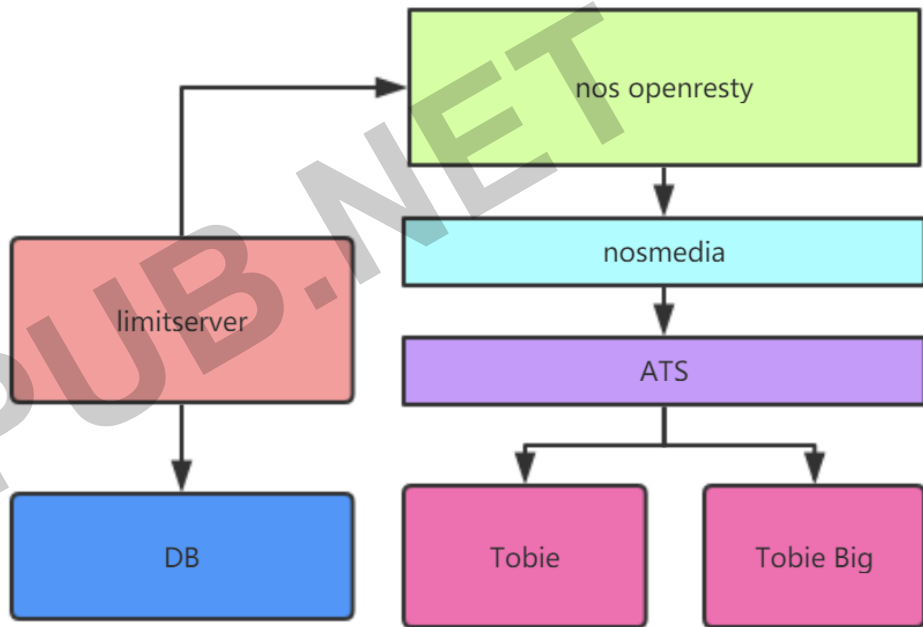 nos openresty
nosmedia
limitserver
ATS
DB
Tobie
Tobie Big
PUB.NET